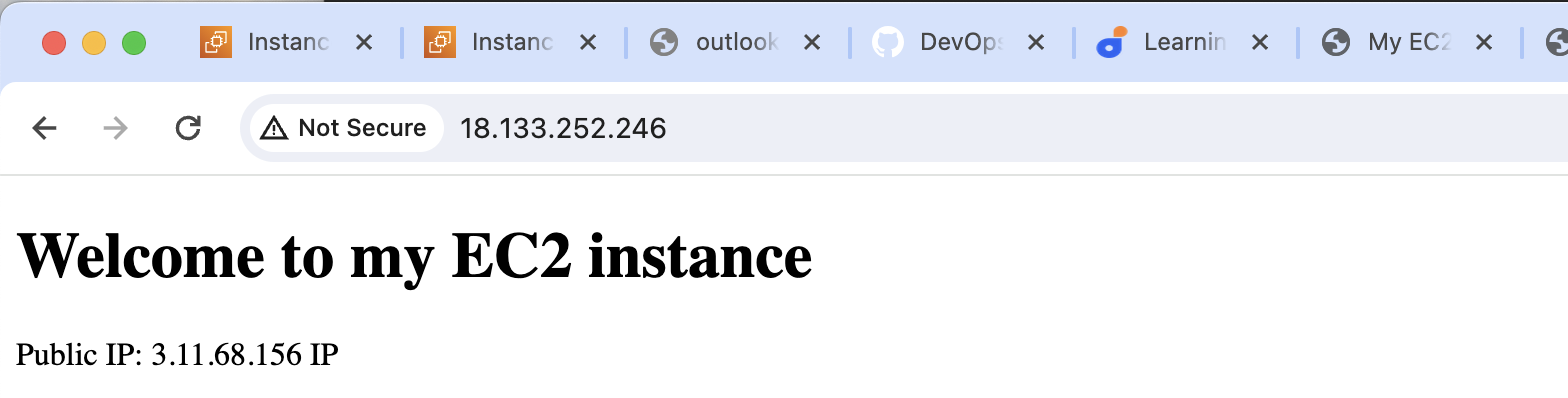 Instanc
Instanc
outlook
DevOps
Learnin
My EC2
Not Secure
18.133.252.246
Welcome to my EC2 instance
Public IP: 3.11.68.156 IP